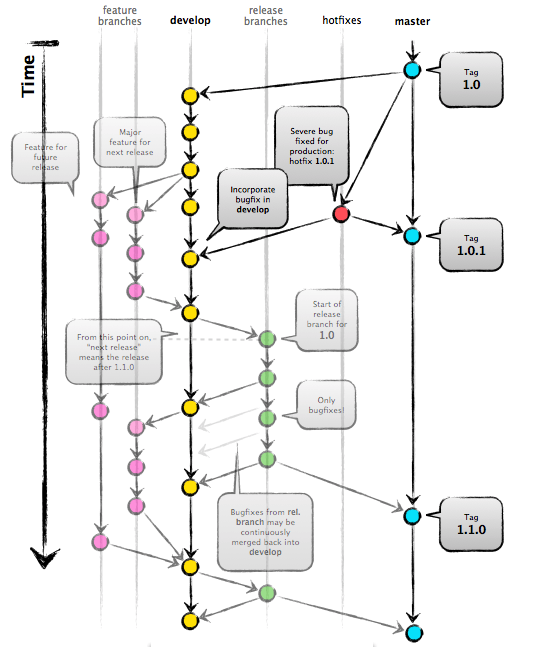 feature
branches
develop
release
branches
hotfixes
master
Time
Tag
1.0
Feature for
future
release
Major
feature for
next release
Severe bug
fixed for
production:
hotfix 1.0.1
Incorporate
bugfix in
develop
Tag
1.0.1
Start of
release
branch for
1.0
From this point on,
"next release"
means the release
after 1.1.0
Only
bugfixes!
Bugfixes from rel.
branch may be
continuously
merged back into
develop
Tag
1.1.0